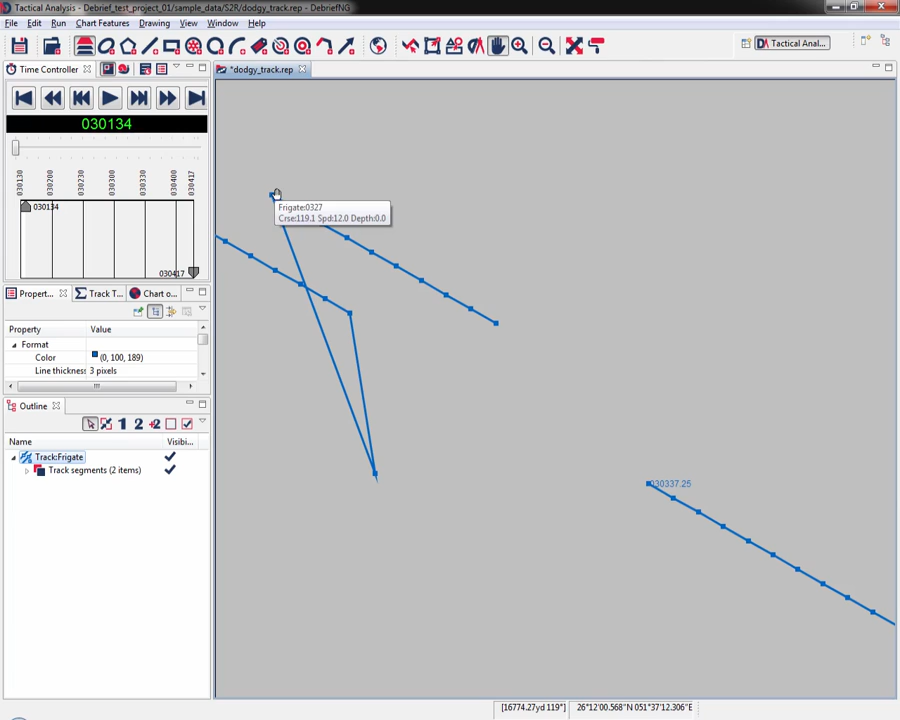 Tactical Analysis - Debrief_test_project_01/sample_data/S2R/dodgy_track.rep - DebriefNG
File Edit Run Chart Features Drawing View Window Help
Tactical Anal...
Time Controller
*dodgy_track.rep
030134
030130 030200 030230 030300 030330 030400 030417
030134
030417
Propert... Track T... Chart o...
Property Value
Format
Color (0, 100, 189)
Line thickness 3 pixels
Outline
1 2 +2
Name Visibi...
Track:Frigate
Track segments (2 items)
Frigate:0327
Crse:119.1 Spd:12.0 Depth:0.0
030337.25
[16774.27yd 119°] 26°12'00.568"N 051°37'12.306"E